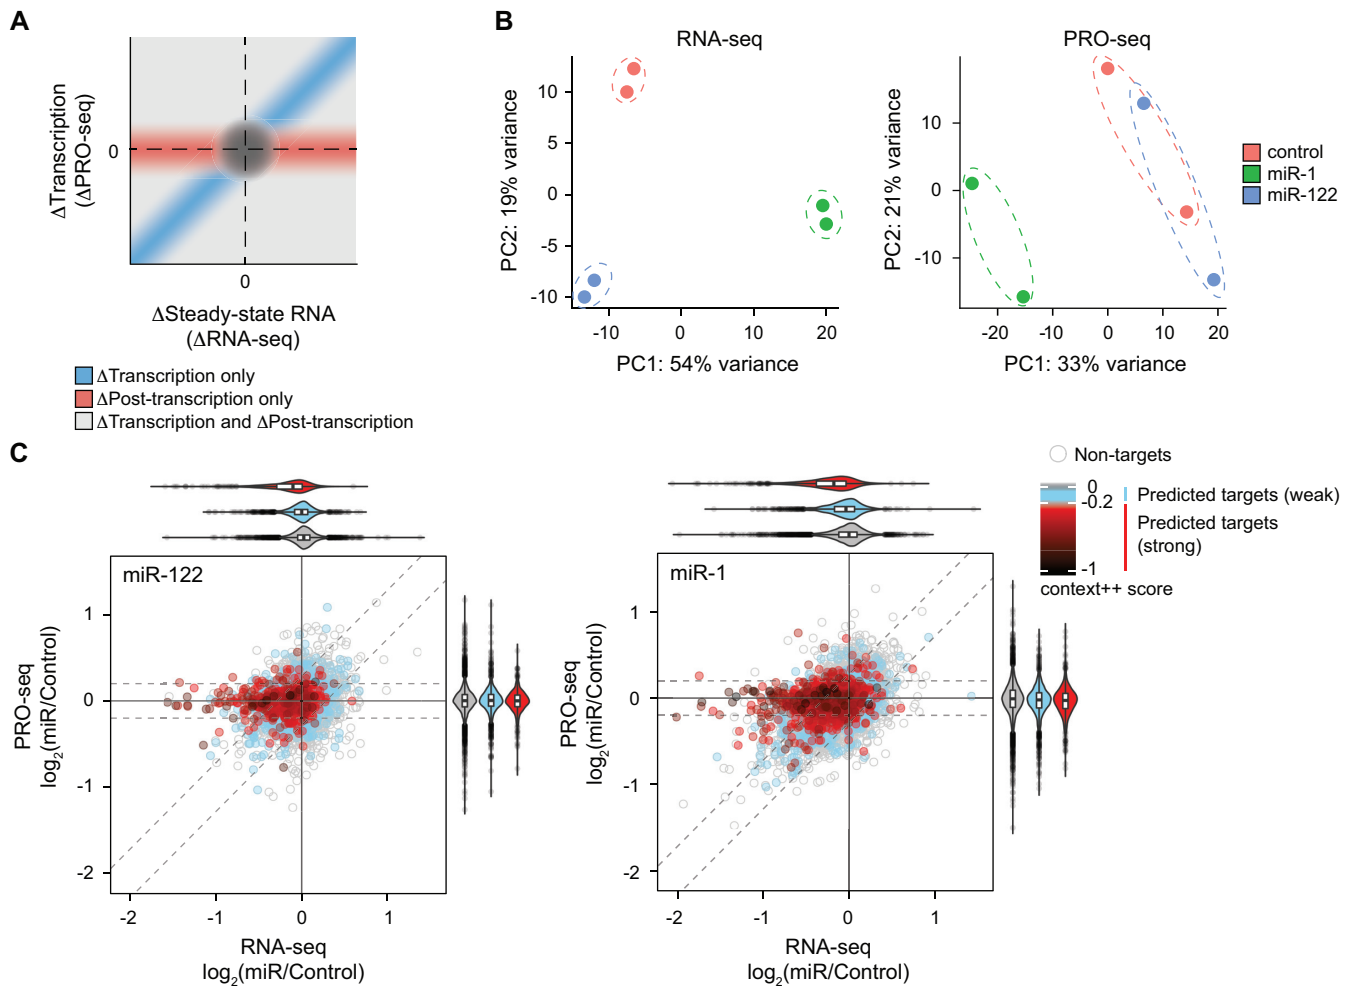 A
ΔTranscription
(ΔPRO-seq)
0
0
ΔSteady-state RNA
(ΔRNA-seq)
ΔTranscription only
ΔPost-transcription only
ΔTranscription and ΔPost-transcription
B
RNA-seq
PC2: 19% variance
10
5
0
-5
-10
-10
0
10
20
PC1: 54% variance
PRO-seq
PC2: 21% variance
10
0
-10
-20
-10
0
10
20
PC1: 33% variance
control
miR-1
miR-122
C
miR-122
PRO-seq
log2(miR/Control)
1
0
-1
-2
-2
-1
0
1
RNA-seq
log2(miR/Control)
miR-1
PRO-seq
log2(miR/Control)
1
0
-1
-2
-2
-1
0
1
RNA-seq
log2(miR/Control)
Non-targets
0
-0.2
-1
Predicted targets (weak)
Predicted targets
(strong)
context++ score